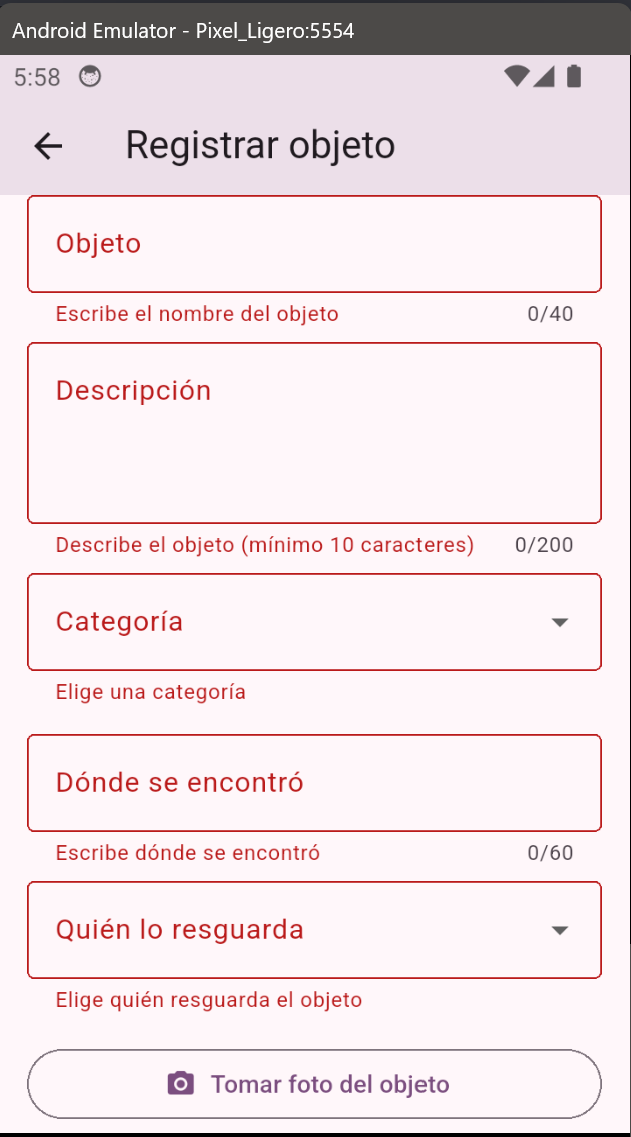 Android Emulator - Pixel_Ligero:5554
5:58
Registrar objeto
Objeto
Escribe el nombre del objeto 0/40
Descripción
Describe el objeto (mínimo 10 caracteres) 0/200
Categoría
Elige una categoría
Dónde se encontró
Escribe dónde se encontró 0/60
Quién lo resguarda
Elige quién resguarda el objeto
Tomar foto del objeto